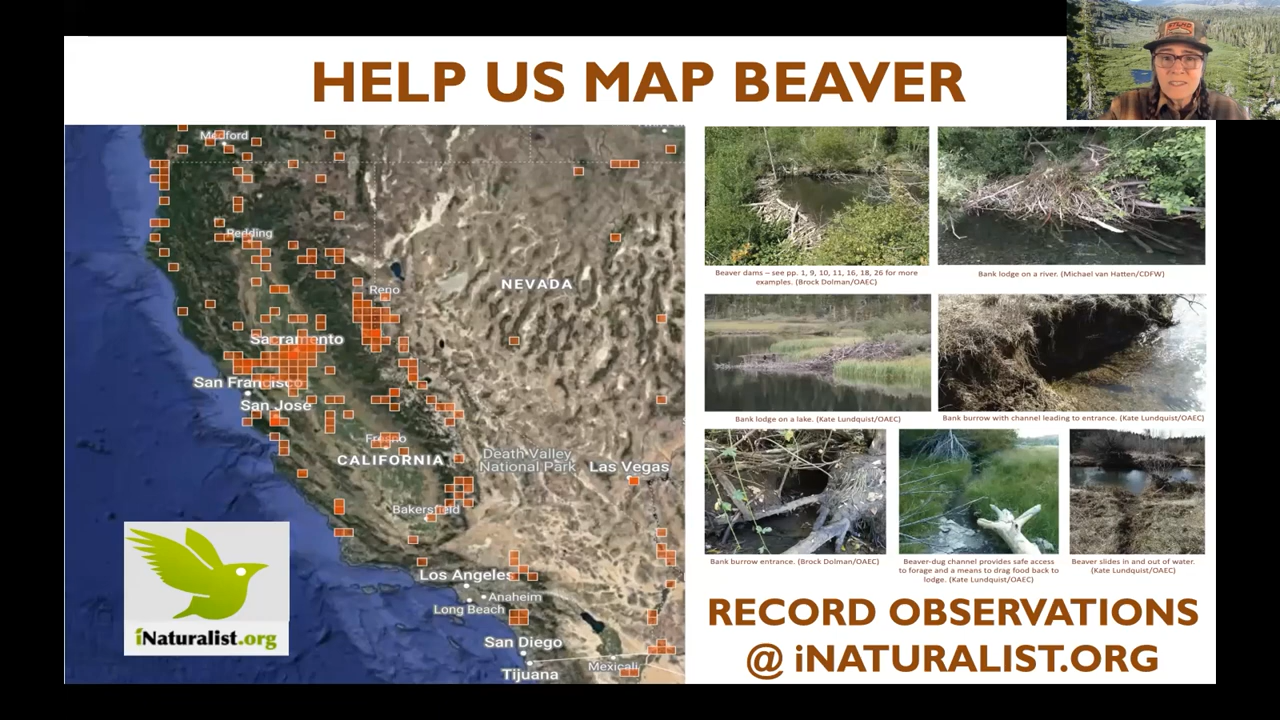 HELP US MAP BEAVER
Medford
Redding
Reno
NEVADA
Sacramento
San Francisco
San José
Fresno
CALIFORNIA
Death Valley
National Park
Las Vegas
Bakersfield
Los Angeles
Anaheim
Long Beach
San Diego
Mexicali
Tijuana
iNaturalist.org
Beaver dams – see pp. 1, 9, 10, 11, 16, 18, 26 for more
examples. (Brock Dolman/OAEC)
Bank lodge on a river. (Michael van Hatten/CDFW)
Bank lodge on a lake. (Kate Lundquist/OAEC)
Bank burrow with channel leading to entrance. (Kate Lundquist/OAEC)
Bank burrow entrance. (Brock Dolman/OAEC)
Beaver-dug channel provides safe access
to forage and a means to drag food back to
lodge. (Kate Lundquist/OAEC)
Beaver slides in and out of water.
(Kate Lundquist/OAEC)
RECORD OBSERVATIONS
@ iNATURALIST.ORG